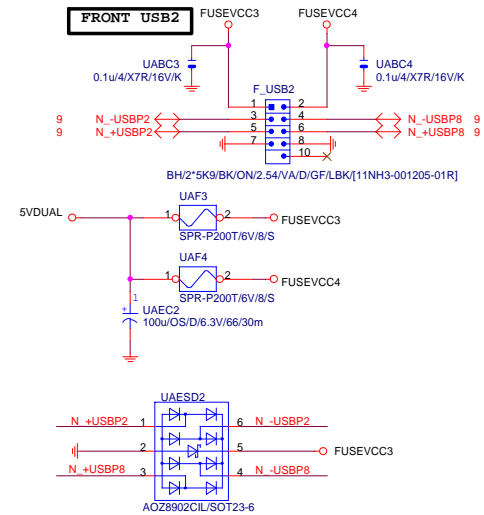 FRONT USB2
FUSEVCC3 FUSEVCC4
UABC3 UABC4
0.1u/4/X7R/16V/K 0.1u/4/X7R/16V/K
F_USB2
1 2
9 N_-USBP2 3 4 N_-USBP8 9
9 N_+USBP2 5 6 N_+USBP8 9
7 8
10
BH/2*5K9/BK/ON/2.54/VA/D/GF/LBK/[11NH3-001205-01R]
UAF3
5VDUAL 1 2 FUSEVCC3
SPR-P200T/6V/8/S
UAF4
1 2 FUSEVCC4
SPR-P200T/6V/8/S
1
+ UAEC2
100u/OS/D/6.3V/66/30m
UAESD2
N_+USBP2 1 6 N_-USBP2
2 5 FUSEVCC3
N_+USBP8 3 4 N_-USBP8
AOZ8902CIL/SOT23-6